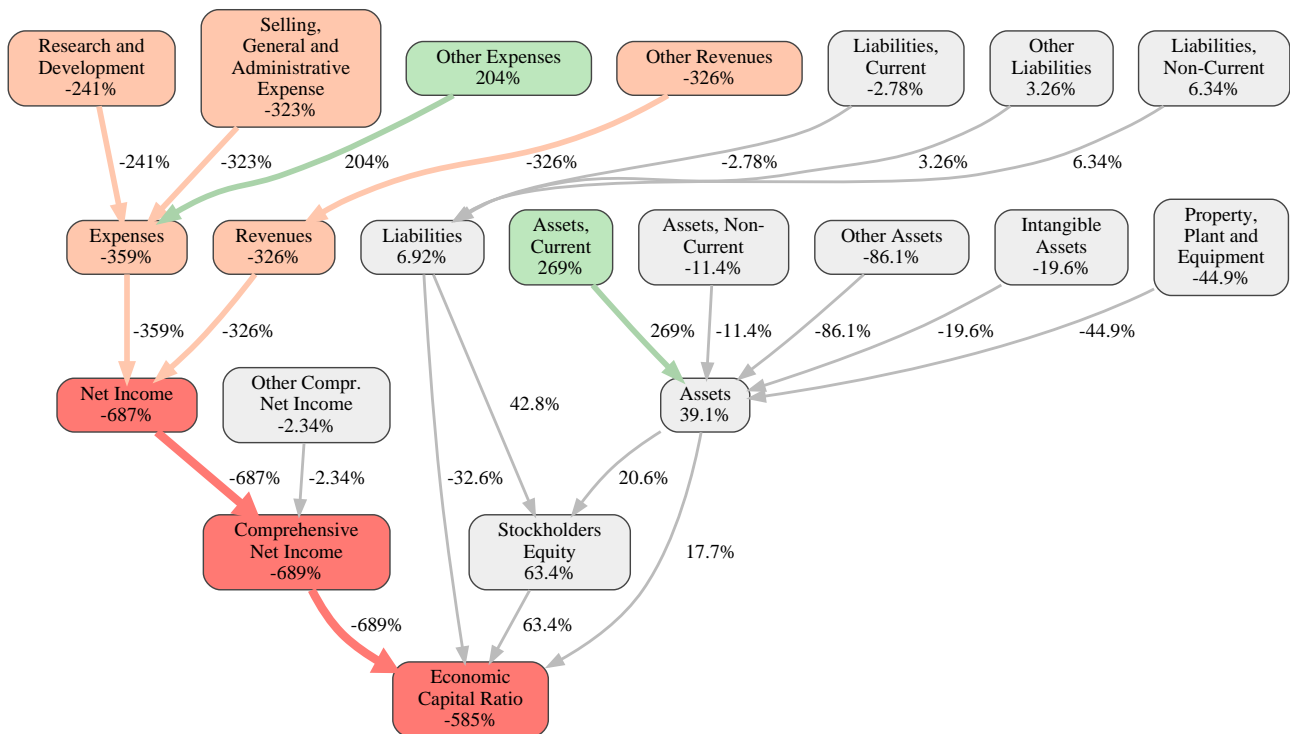 Research and
Development
-241%
Selling,
General and
Administrative
Expense
-323%
Other Expenses
204%
Other Revenues
-326%
Liabilities,
Current
-2.78%
Other
Liabilities
3.26%
Liabilities,
Non-Current
6.34%
-241%
-323%
204%
-326%
-2.78%
3.26%
6.34%
Expenses
-359%
Revenues
-326%
Liabilities
6.92%
Assets,
Current
269%
Assets, Non-
Current
-11.4%
Other Assets
-86.1%
Intangible
Assets
-19.6%
Property,
Plant and
Equipment
-44.9%
-359%
-326%
269%
-11.4%
-86.1%
-19.6%
-44.9%
Net Income
-687%
Other Compr.
Net Income
-2.34%
42.8%
Assets
39.1%
-687%
-2.34%
-32.6%
20.6%
Comprehensive
Net Income
-689%
Stockholders
Equity
63.4%
17.7%
-689%
63.4%
Economic
Capital Ratio
-585%